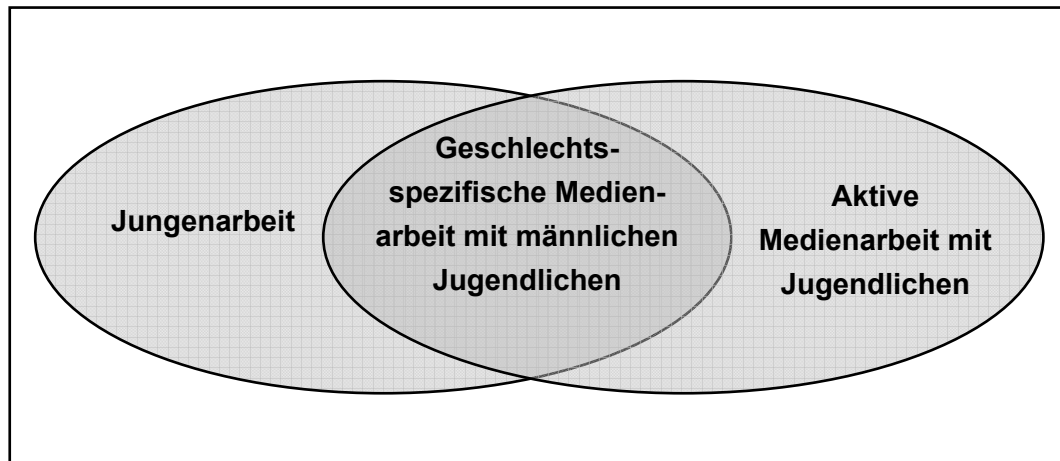 Jungenarbeit
Geschlechts-
spezifische Medien-
arbeit mit männlichen
Jugendlichen
Aktive
Medienarbeit mit
Jugendlichen